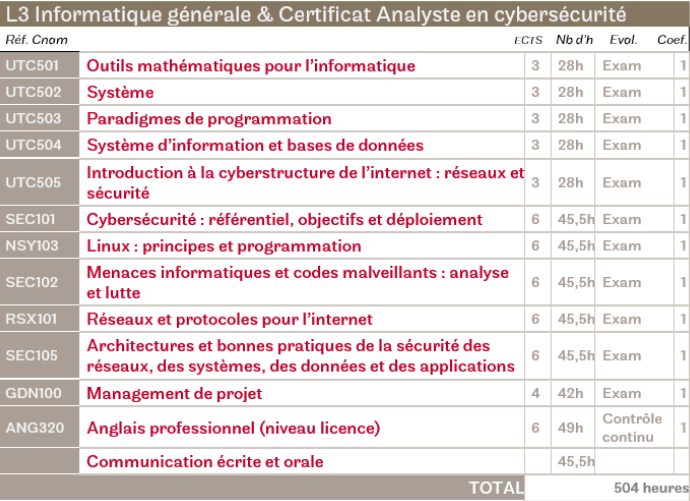 L3 Informatique générale & Certificat Analyste en cybersécurité
Réf. Cnam ECTS Nb d'h Eval. Coef.
UTC501 Outils mathématiques pour l'informatique 3 28h Exam 1
UTC502 Système 3 28h Exam 1
UTC503 Paradigmes de programmation 3 28h Exam 1
UTC504 Système d'information et bases de données 3 28h Exam 1
UTC505 Introduction à la cyberstructure de l'internet : réseaux et
sécurité 3 28h Exam 1
SEC101 Cybersécurité : référentiel, objectifs et déploiement 6 45,5h Exam 1
NSY103 Linux : principes et programmation 6 45,5h Exam 1
SEC102 Menaces informatiques et codes malveillants : analyse
et lutte 6 45,5h Exam 1
RSX101 Réseaux et protocoles pour l'internet 6 45,5h Exam 1
SEC105 Architectures et bonnes pratiques de la sécurité des
réseaux, des systèmes, des données et des applications 6 45,5h Exam 1
GDN100 Management de projet 4 42h Exam 1
ANG320 Anglais professionnel (niveau licence) 6 49h Contrôle
continu 1
Communication écrite et orale 45,5h
TOTAL 504 heures